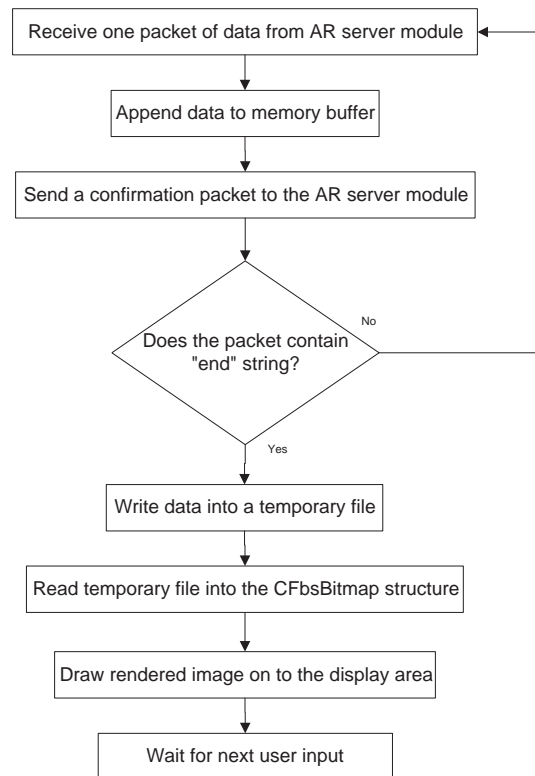 Receive one packet of data from AR server module
Append data to memory buffer
Send a confirmation packet to the AR server module
No
Does the packet contain
"end" string?
Yes
Write data into a temporary file
Read temporary file into the CFbsBitmap structure
Draw rendered image on to the display area
Wait for next user input